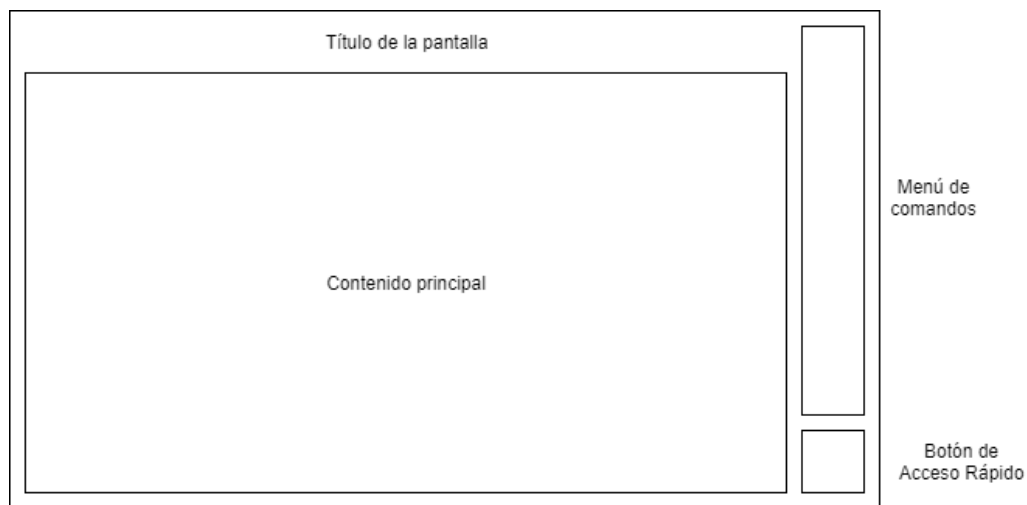 Título de la pantalla
Menú de
comandos
Contenido principal
Botón de
Acceso Rápido